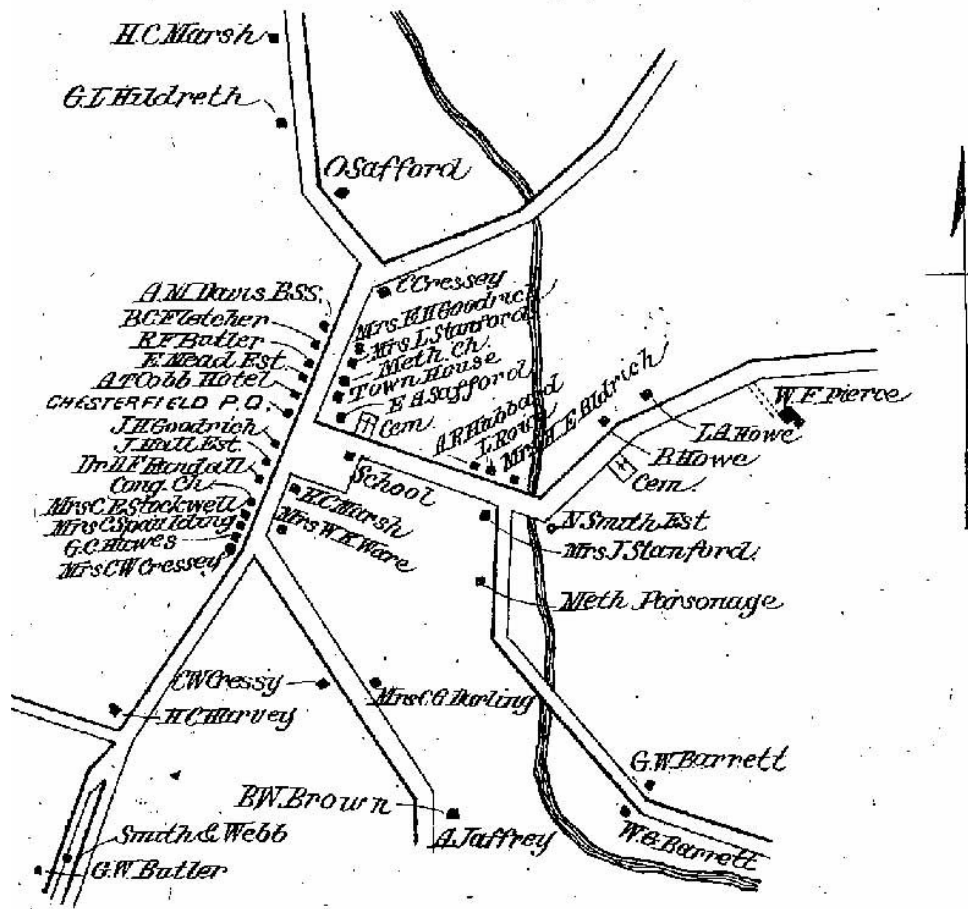 H.C. Marsh
G.L. Hildreth
O Safford
C Cressey
A.M. Davis B.S.S.
Mrs. E.H. Goodrich
B.C. Fletcher
Mrs. L. Stanford
R.F. Butler
Meth. Ch.
E. Mead Est.
Town House
A.T. Cobb Hotel
E A Safford
CHESTERFIELD P.O.
Cem.
A.R. Hubbard
L. Rowe
Mrs. H.E. Aldrich
W.F. Pierce
J.H. Goodrich
J. Hall Est.
L.A. Howe
Dr. D.F. Randall
B. Howe
Cong. Ch
School
Cem.
Mrs C.P. Stockwell
H.C. Marsh
Mrs C Spaulding
Mrs. W.H. Ware
N. Smith Est
G.C. Hawes
Mrs. J. Stanford.
Mrs C W Cressey
Meth Parsonage
C W Cressy
Mrs C G Darling
H C Harvey
G.W. Barrett
B.W. Brown
A. Jaffrey
W.G. Barrett
Smith & Webb
G.W. Butler